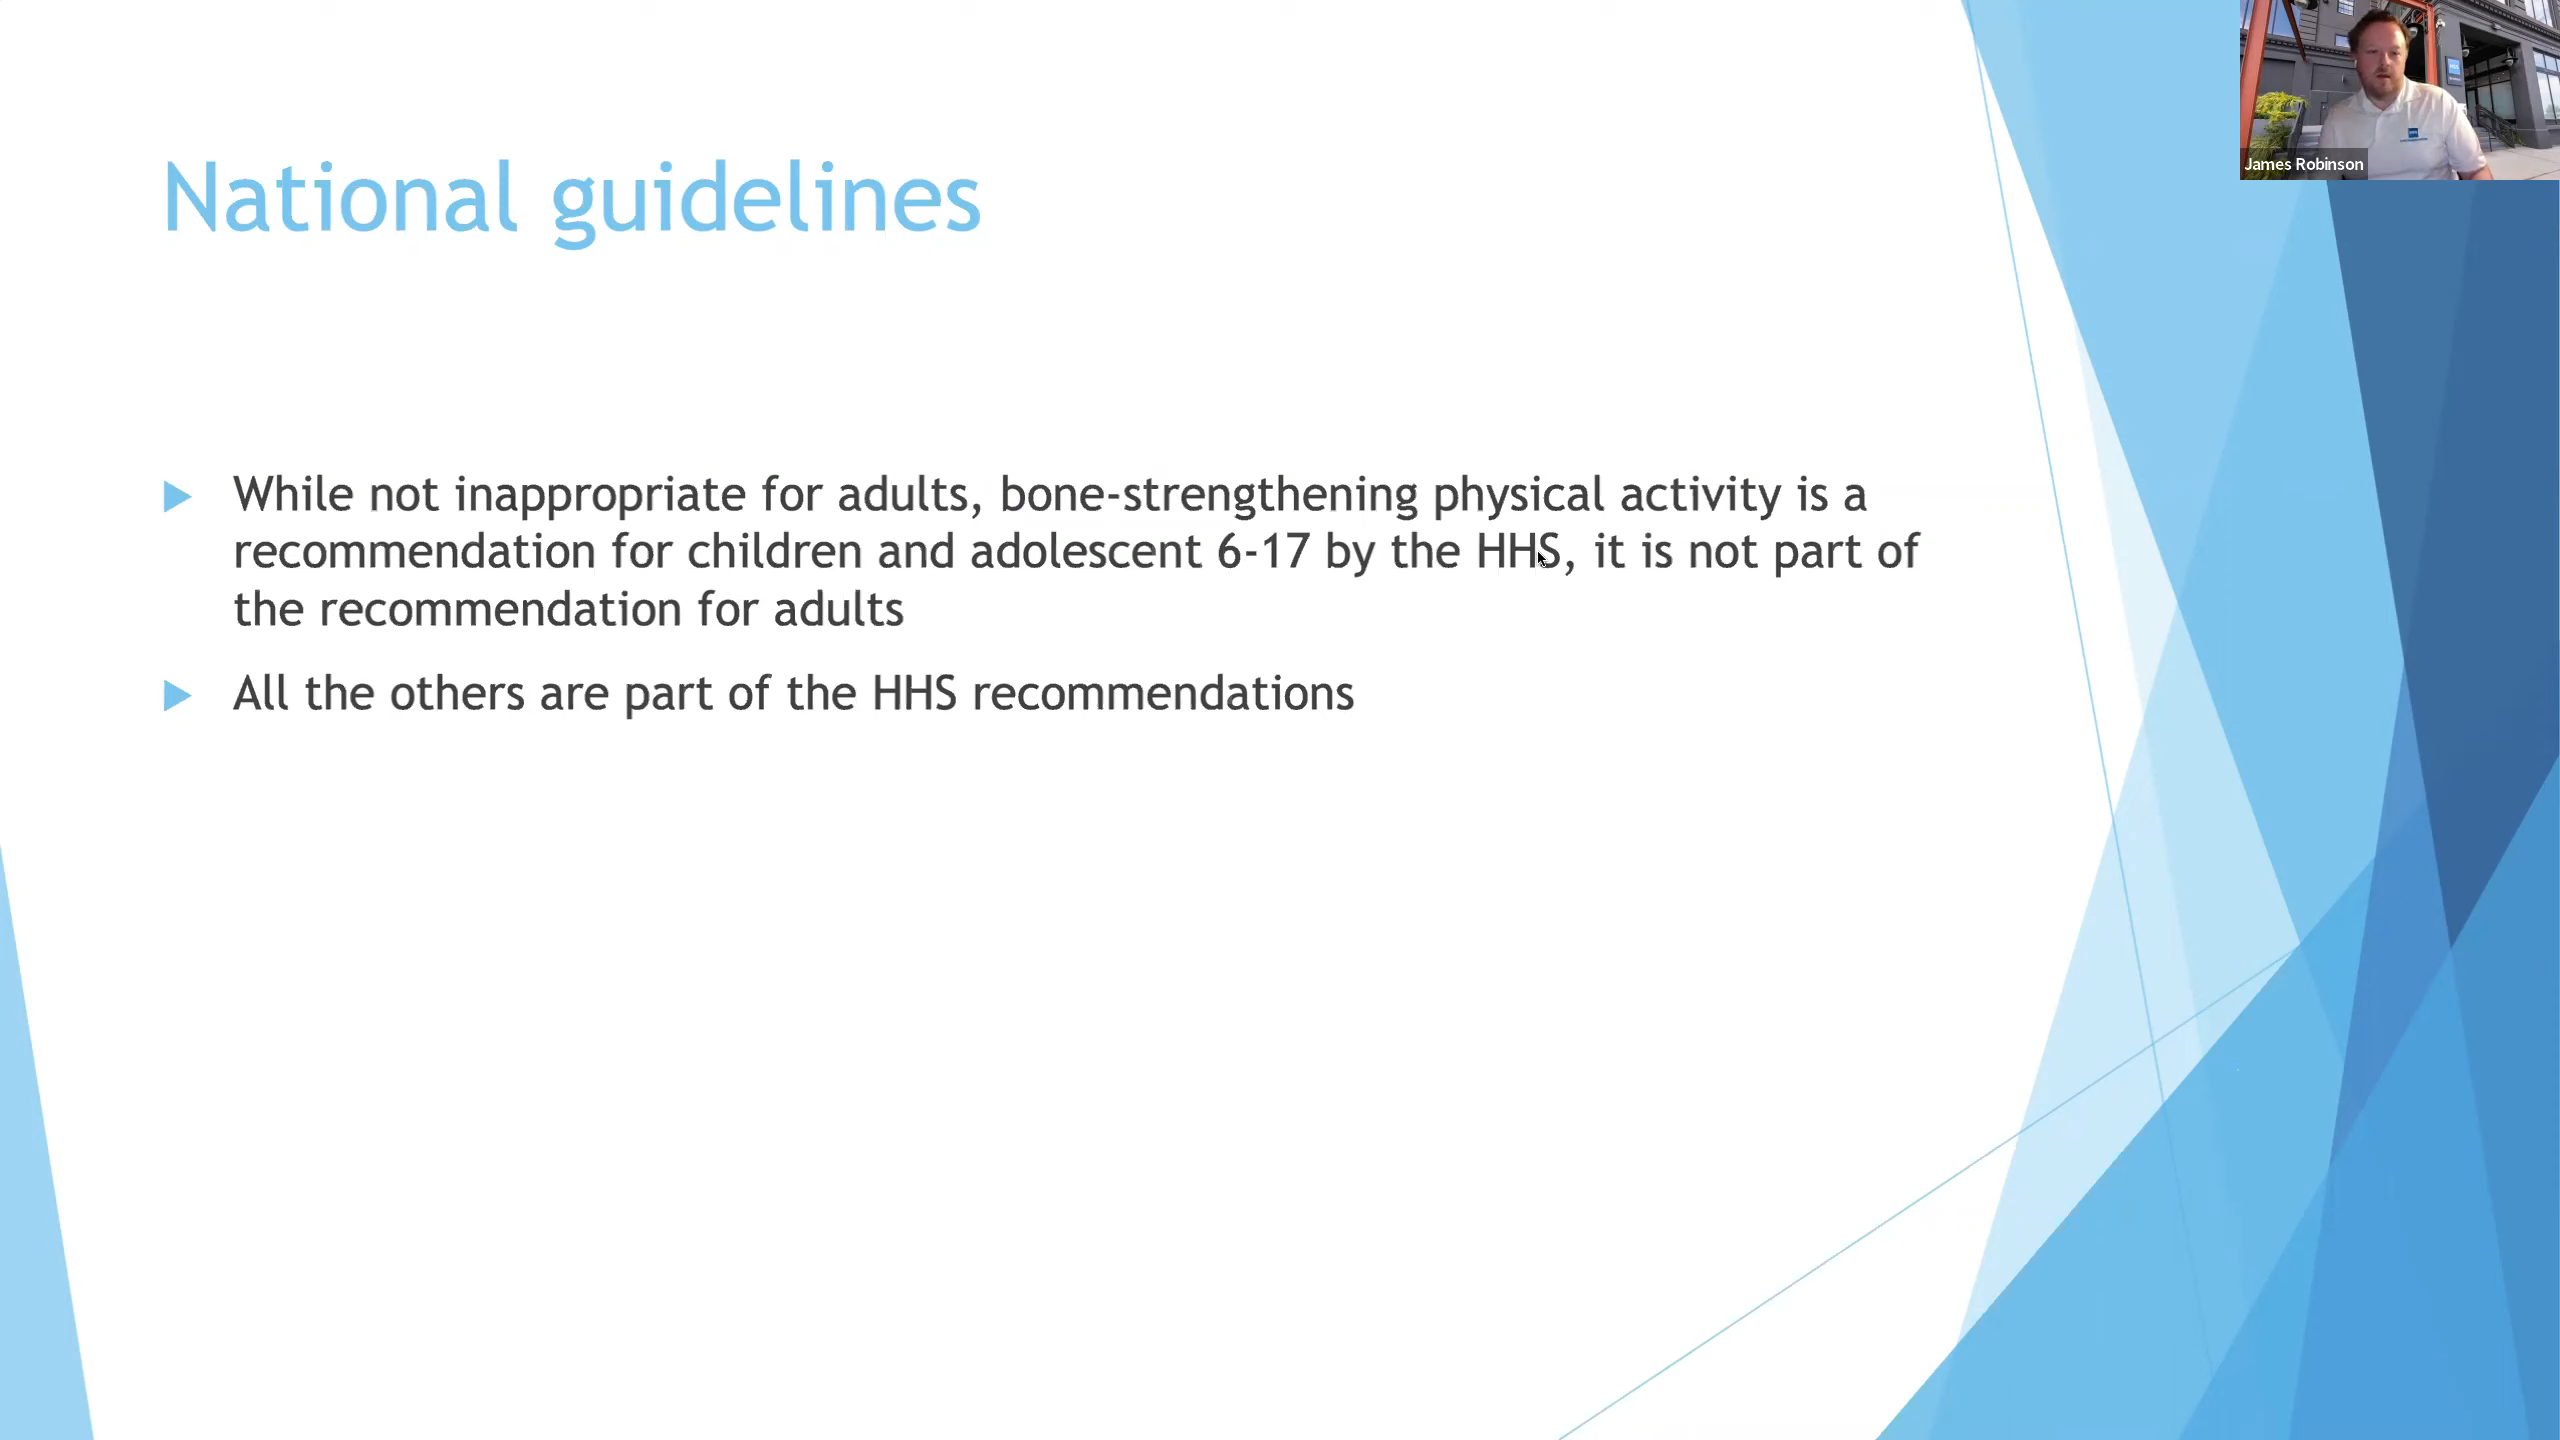 National guidelines
While not inappropriate for adults, bone-strengthening physical activity is a
recommendation for children and adolescent 6-17 by the HHS, it is not part of
the recommendation for adults
All the others are part of the HHS recommendations
James Robinson